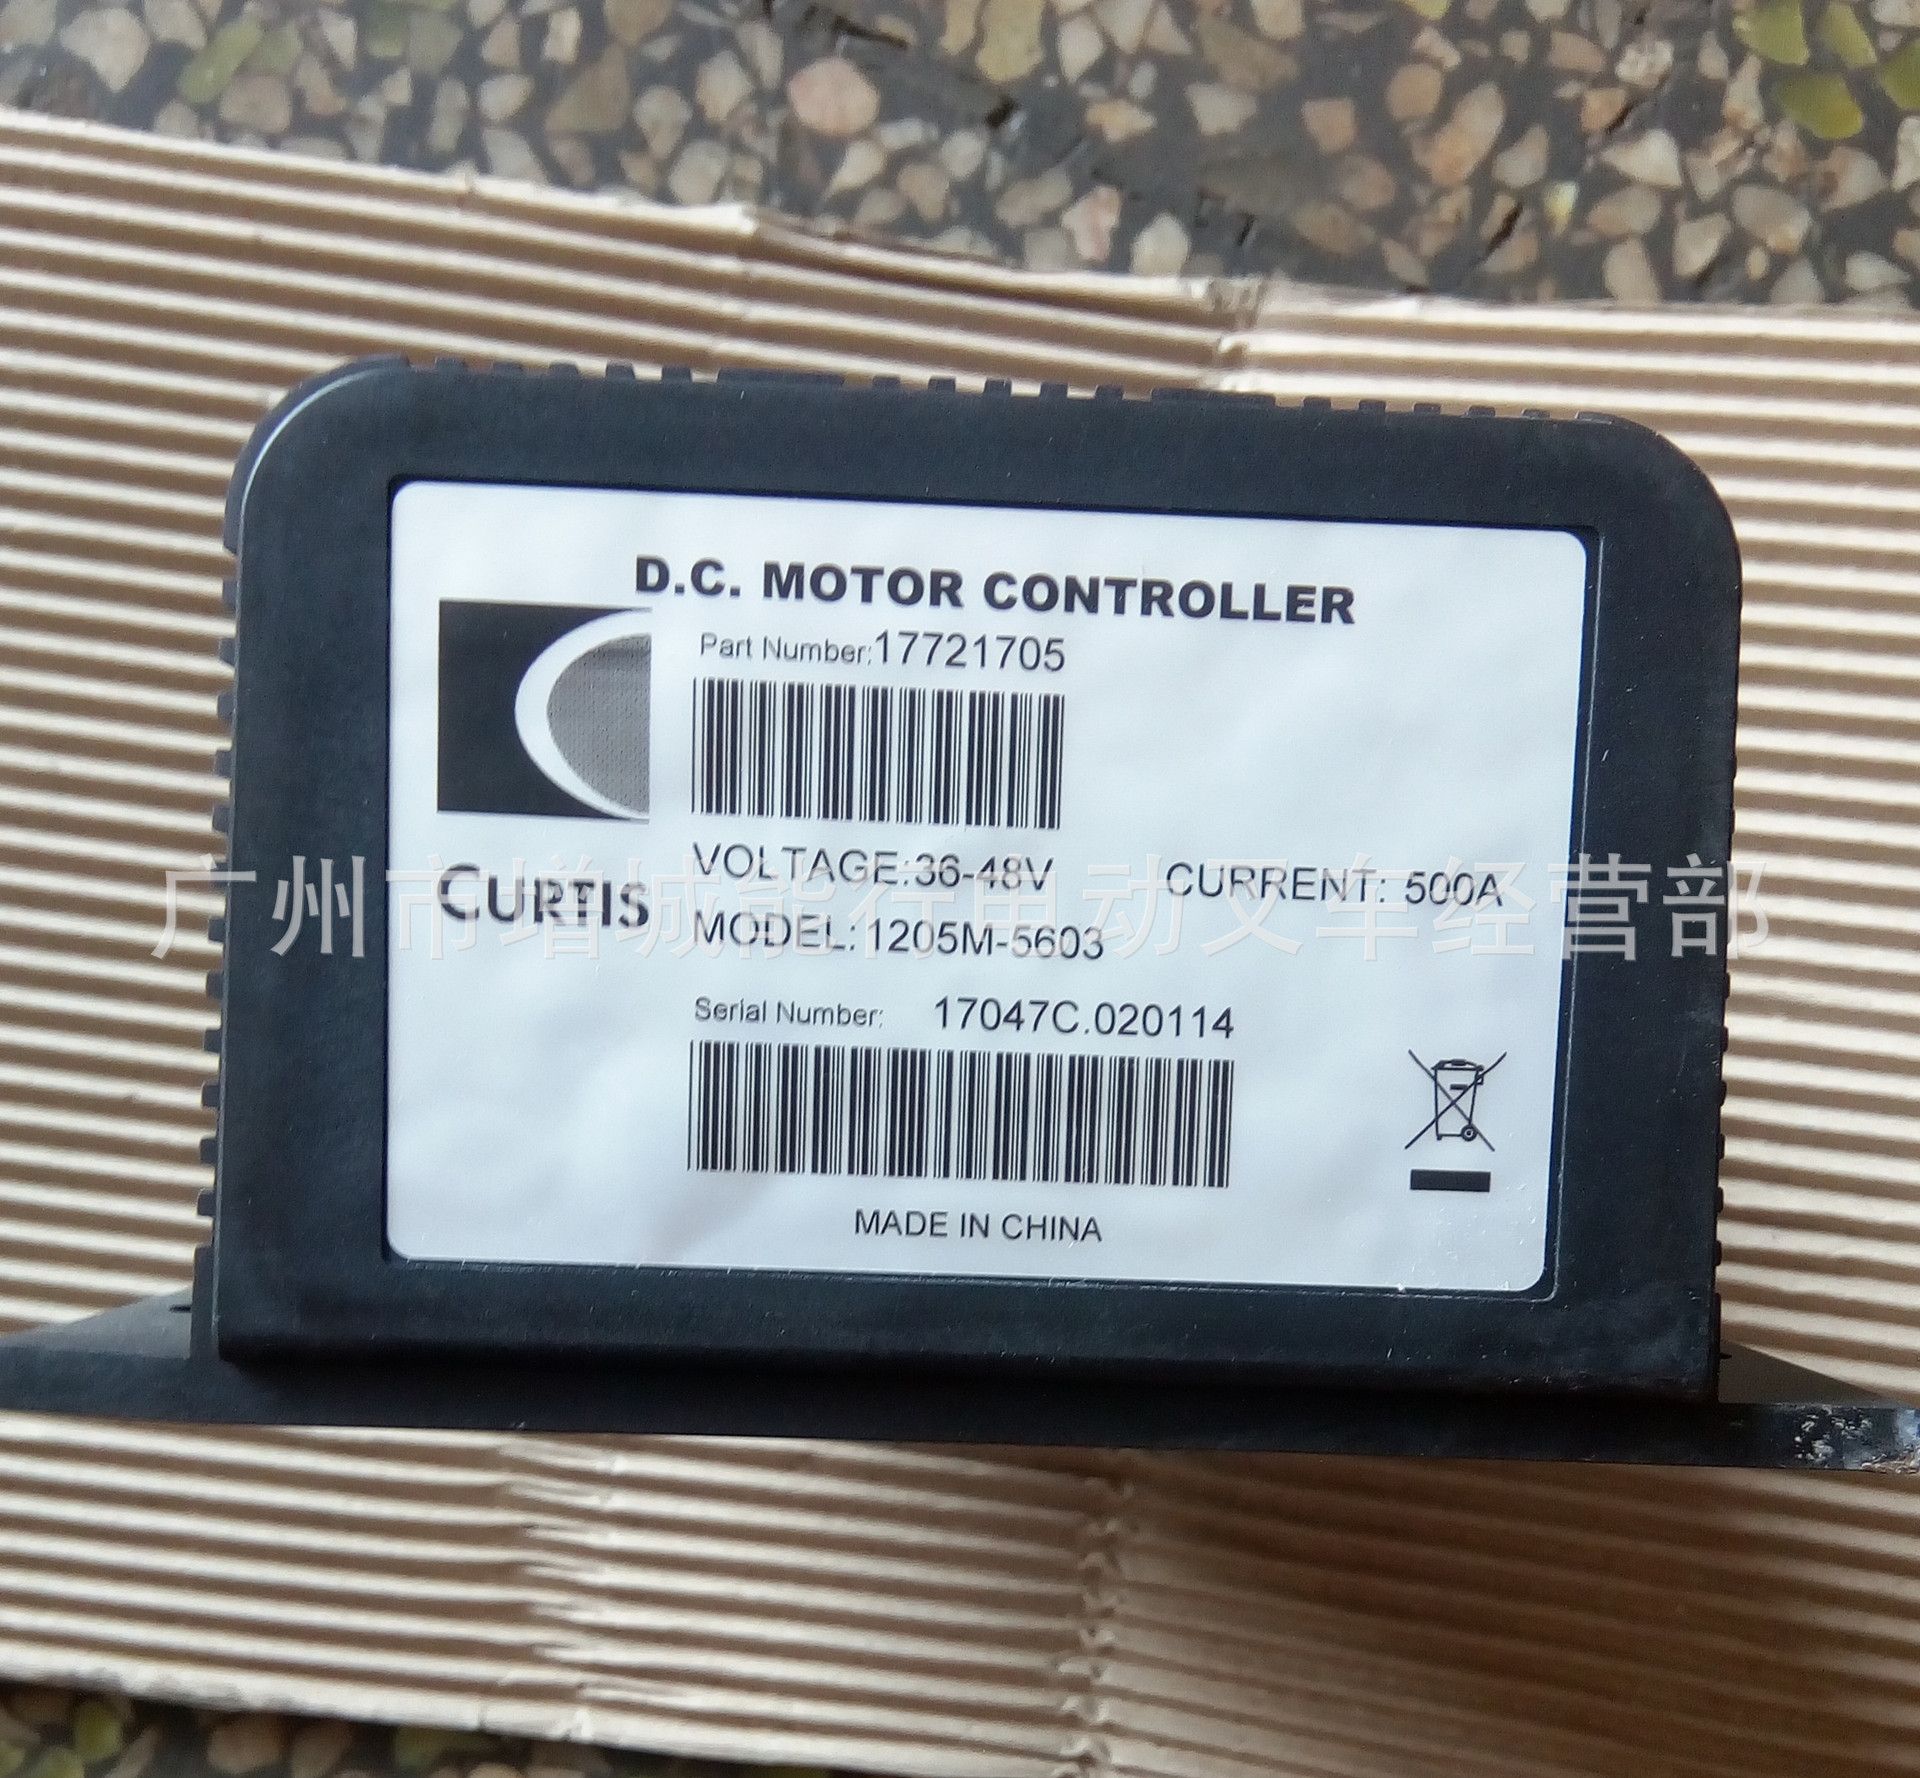 D.C. MOTOR CONTROLLER
Part Number:17721705
VOLTAGE:36-48V CURRENT: 500A
CURTIS
广州市增城能行电动叉车经营部
MODEL:1205M-5603
Serial Number: 17047C.020114
MADE IN CHINA